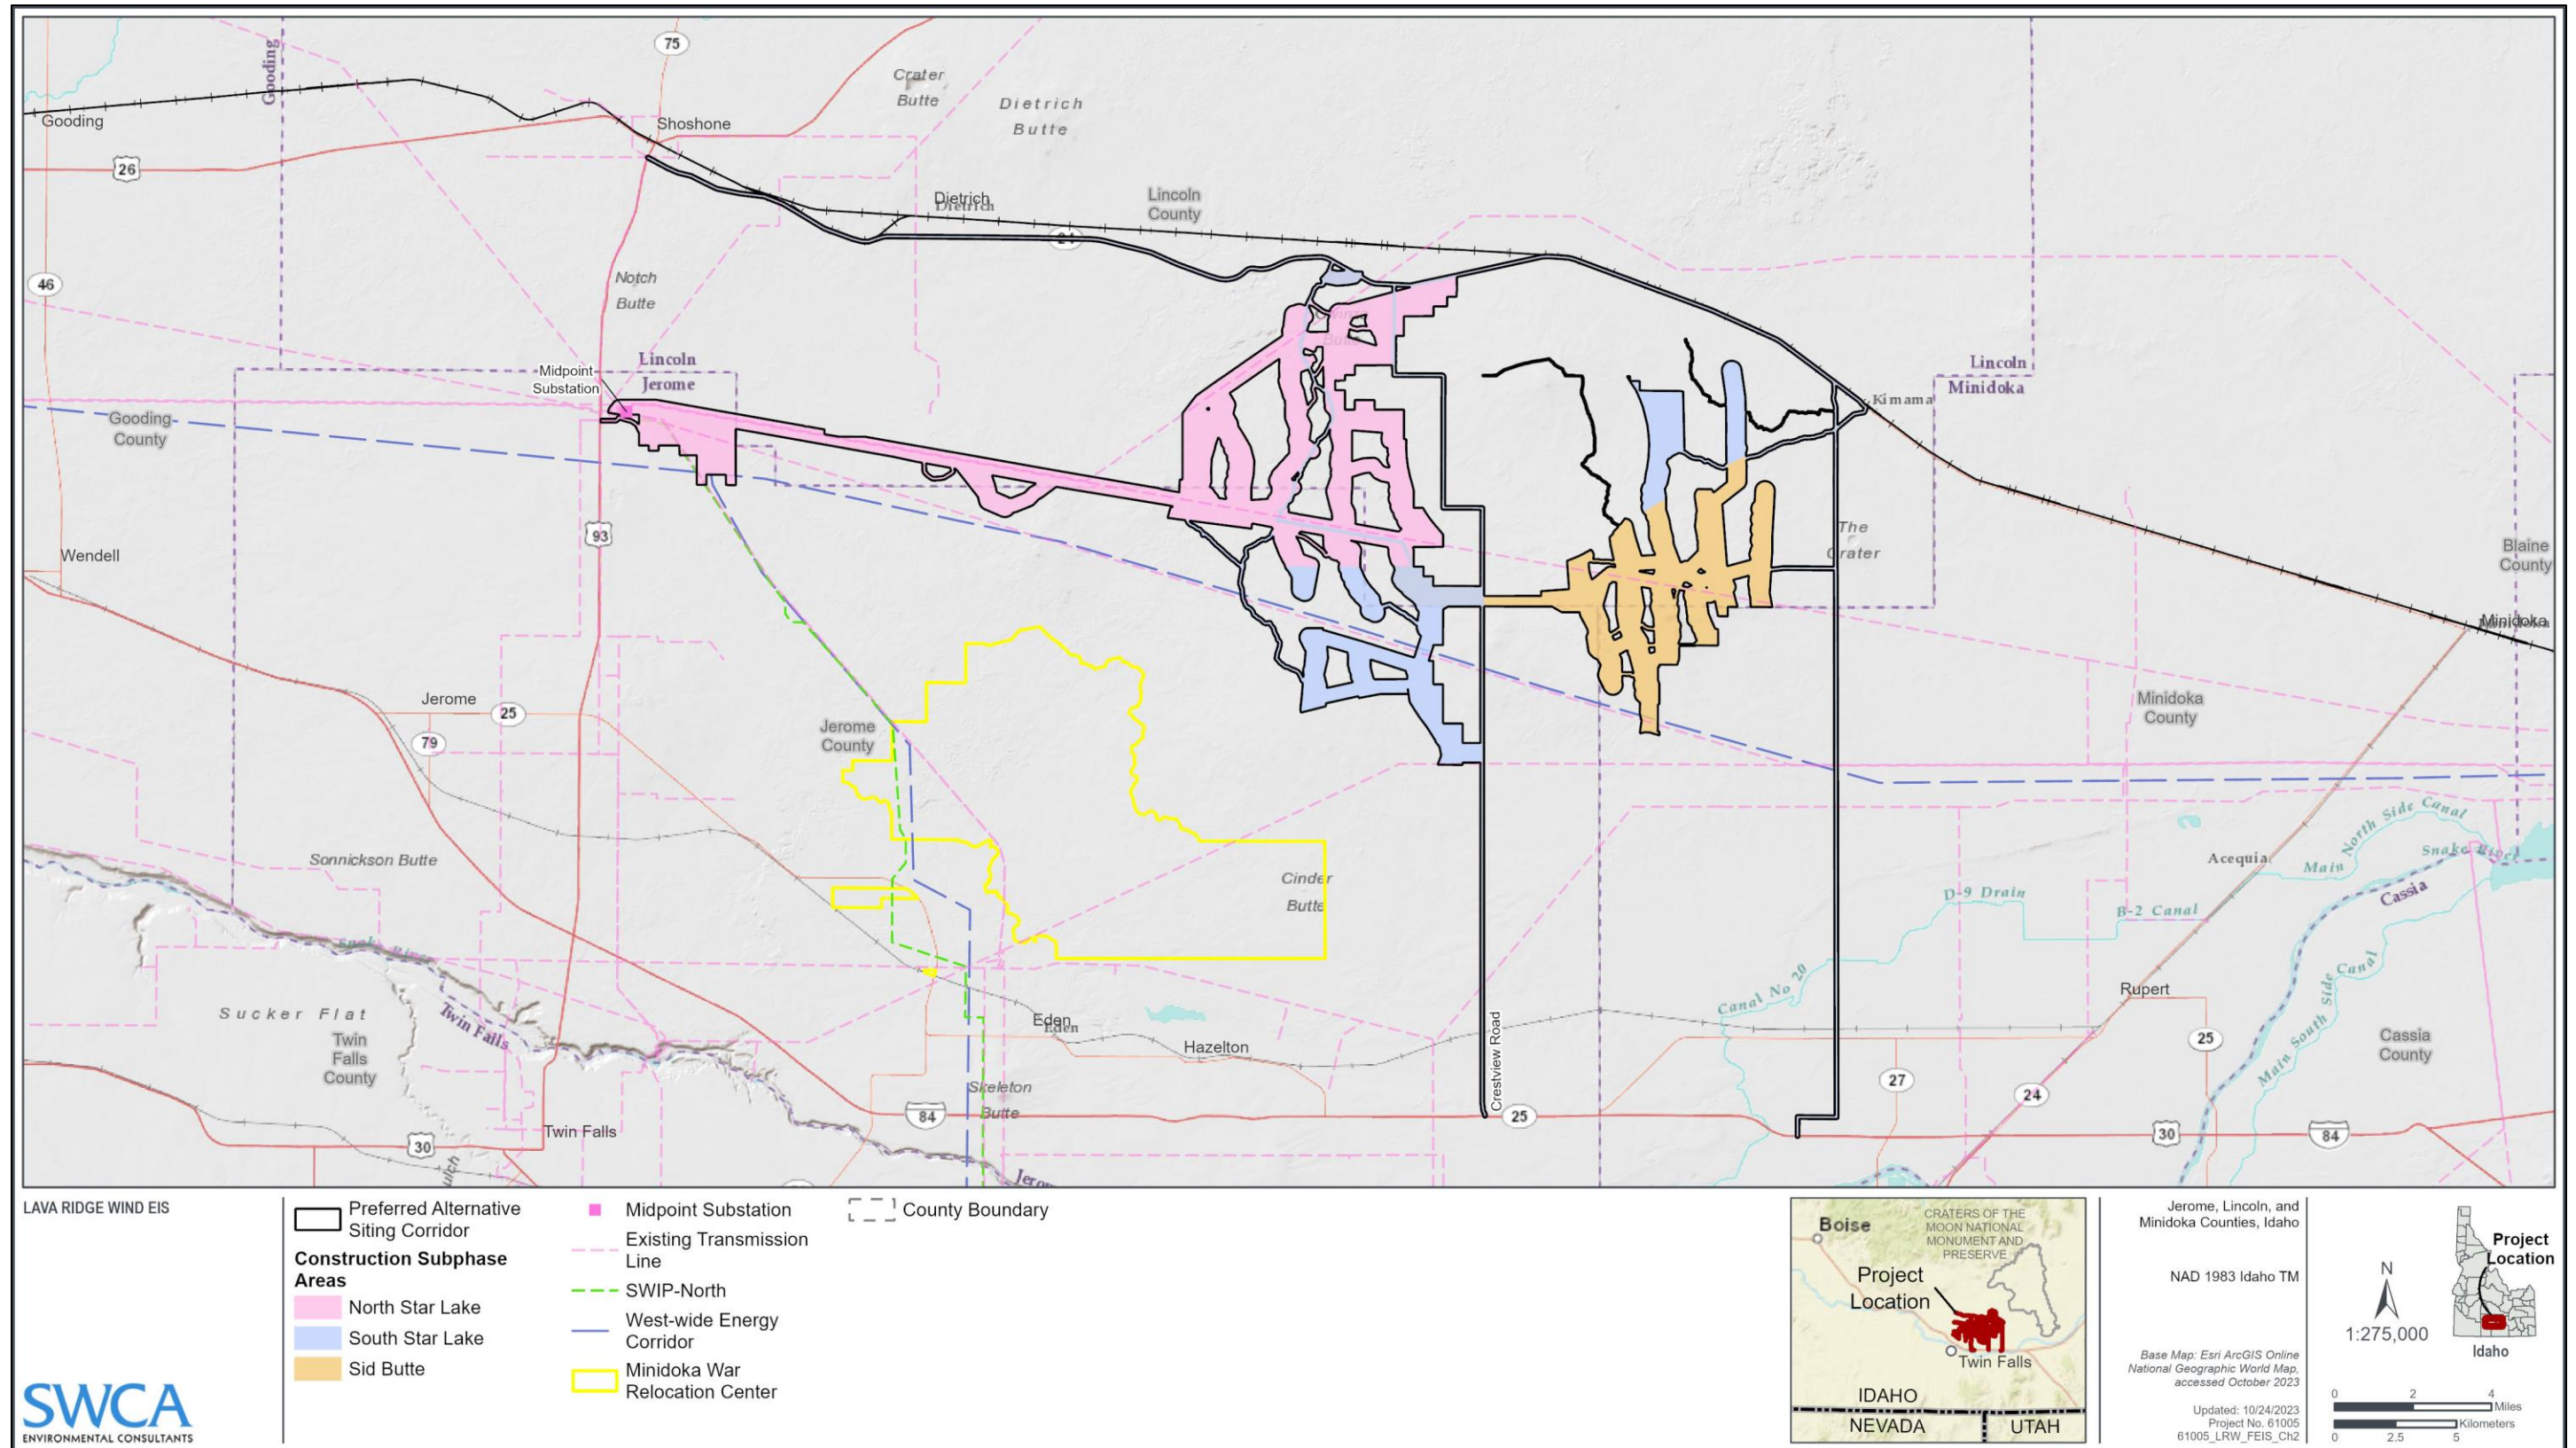 75
Gooding
Crater
Butte
Dietrich
Butte
Gooding
Shoshone
26
Dietrich
Dietrich
Lincoln
County
24
46
Notch
Butte
Butte
Lincoln
Jerome
Midpoint
Substation
Lincoln
Minidoka
Kimama
Gooding
County
93
The
Crater
Wendell
Blaine
County
Minidoka
Minidoka
Jerome
25
79
Jerome
County
Minidoka
County
Sonnickson Butte
Cinder
Butte
Acequia
Main
North Side Canal
Snake River
Cassia
D-9 Drain
B-2 Canal
Snake River
Canal No 20
Rupert
Main South Side Canal
Sucker Flat
Twin Falls
Twin
Falls
County
Eden
Eden
Hazelton
Crestview Road
25
Cassia
County
27
24
Skeleton
Butte
84
25
30
Twin Falls
30
84
LAVA RIDGE WIND EIS
Preferred Alternative
Siting Corridor
Construction Subphase
Areas
North Star Lake
South Star Lake
Sid Butte
Midpoint Substation
Existing Transmission
Line
SWIP-North
West-wide Energy
Corridor
Minidoka War
Relocation Center
County Boundary
SWCA
ENVIRONMENTAL CONSULTANTS
Boise
CRATERS OF THE
MOON NATIONAL
MONUMENT AND
PRESERVE
Project
Location
Twin Falls
IDAHO
NEVADA
UTAH
Jerome, Lincoln, and
Minidoka Counties, Idaho
NAD 1983 Idaho TM
Base Map: Esri ArcGIS Online
National Geographic World Map,
accessed October 2023
Updated: 10/24/2023
Project No. 61005
61005_LRW_FEIS_Ch2
N
1:275,000
Project
Location
Idaho
0 2 4
Miles
Kilometers
0 2.5 5